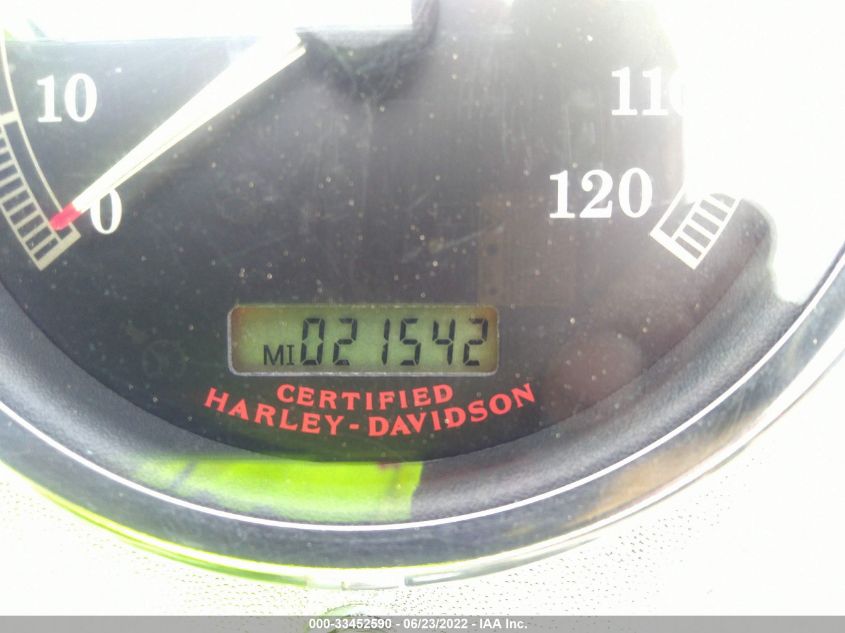 10
110
0
120
MI 021542
CERTIFIED
HARLEY-DAVIDSON
000-33452590 - 06/23/2022 - IAA Inc.